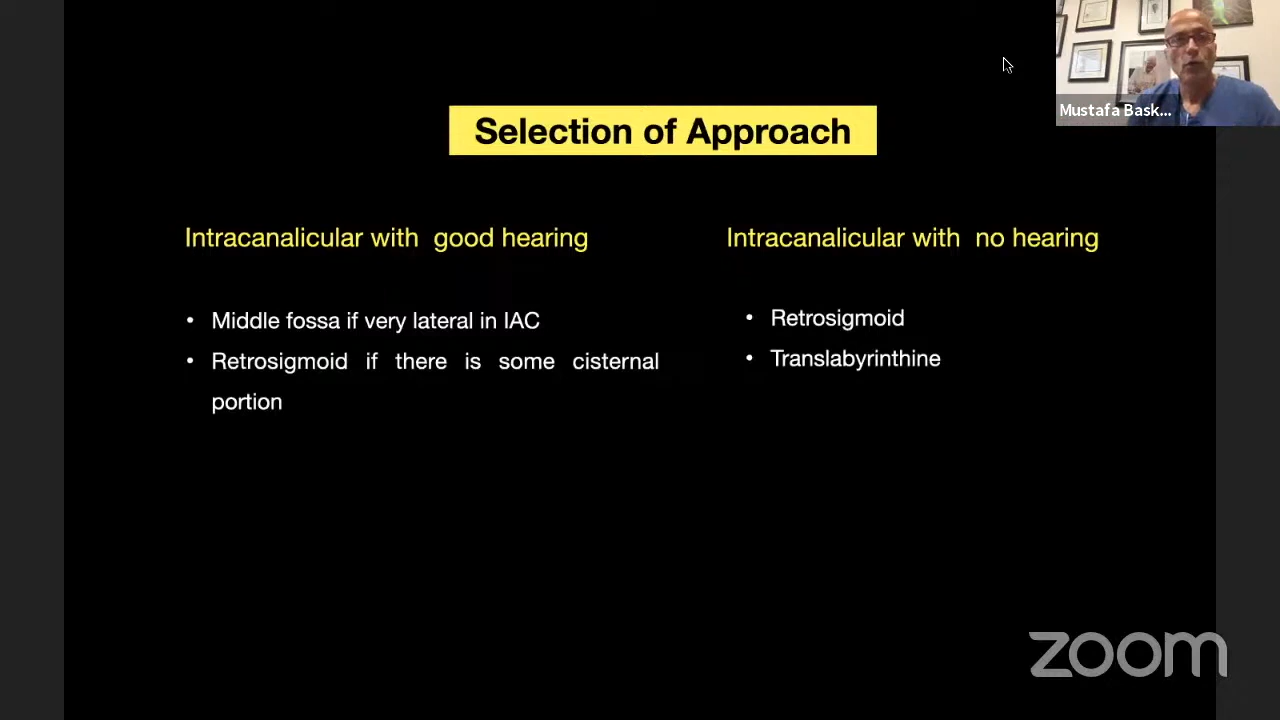 Mustafa Bask...
Selection of Approach
Intracanalicular with good hearing
• Middle fossa if very lateral in IAC
• Retrosigmoid if there is some cisternal
portion
Intracanalicular with no hearing
• Retrosigmoid
• Translabyrinthine
zoom